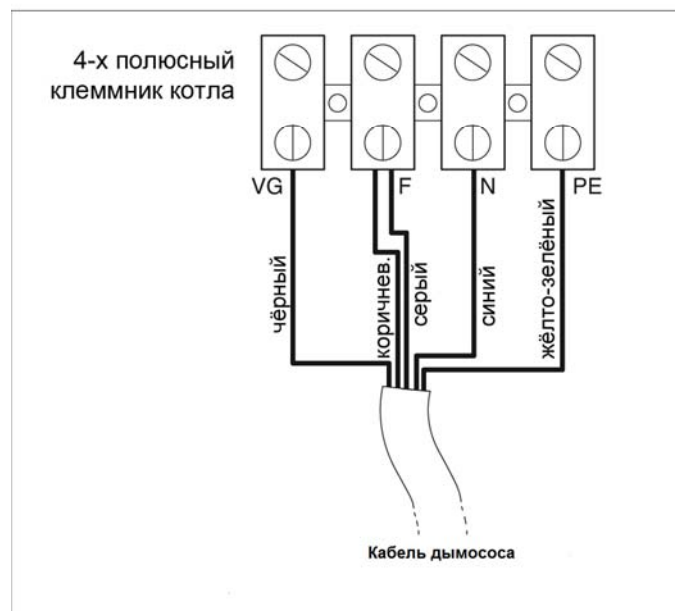 4-х полюсный
клеммник котла
VG
F
N
PE
чёрный
коричнев.
серый
синий
жёлто-зелёный
Кабель дымососа